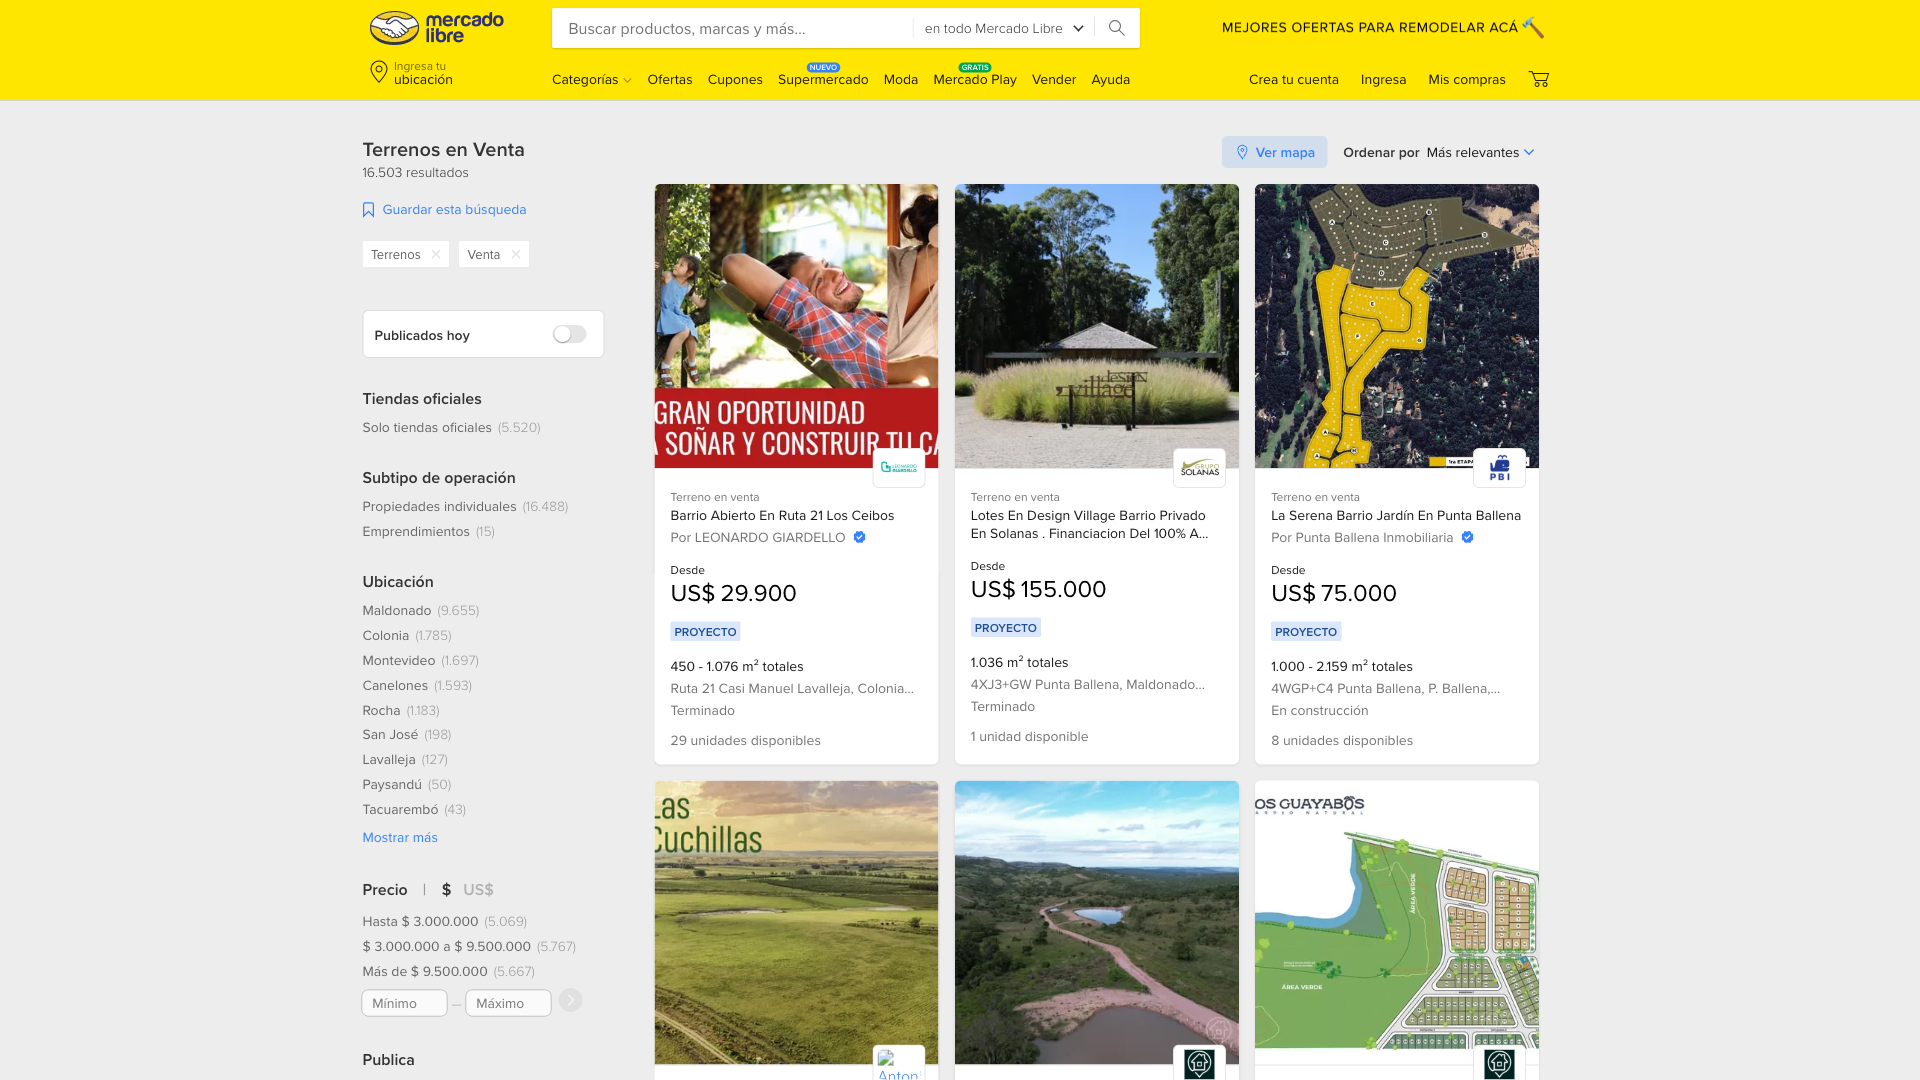 mercado
libre
Buscar productos, marcas y más...
en todo Mercado Libre
MEJORES OFERTAS PARA REMODELAR ACÁ
Ingresa tu
ubicación
Categorías
Ofertas
Cupones
NUEVO
Supermercado
Moda
GRATIS
Mercado Play
Vender
Ayuda
Crea tu cuenta
Ingresa
Mis compras
Terrenos en Venta
16.503 resultados
Guardar esta búsqueda
Terrenos
Venta
Publicados hoy
Tiendas oficiales
Solo tiendas oficiales (5.520)
Subtipo de operación
Propiedades individuales (16.488)
Emprendimientos (15)
Ubicación
Maldonado (9.655)
Colonia (1.785)
Montevideo (1.697)
Canelones (1.593)
Rocha (1.183)
San José (198)
Lavalleja (127)
Paysandú (50)
Tacuarembó (43)
Mostrar más
Precio | $ US$
Hasta $ 3.000.000 (5.069)
$ 3.000.000 a $ 9.500.000 (5.767)
Más de $ 9.500.000 (5.667)
Mínimo — Máximo
Publica
Ver mapa
Ordenar por Más relevantes
GRAN OPORTUNIDAD
A SOÑAR Y CONSTRUIR TU CA
LEONARDO
GIARDELLO
Terreno en venta
Barrio Abierto En Ruta 21 Los Ceibos
Por LEONARDO GIARDELLO
Desde
US$ 29.900
PROYECTO
450 - 1.076 m² totales
Ruta 21 Casi Manuel Lavalleja, Colonia...
Terminado
29 unidades disponibles
design
village
GRUPO
SOLANAS
Terreno en venta
Lotes En Design Village Barrio Privado
En Solanas . Financiacion Del 100% A...
Desde
US$ 155.000
PROYECTO
1.036 m² totales
4XJ3+GW Punta Ballena, Maldonado...
Terminado
1 unidad disponible
1ra ETAPA
PBI
Terreno en venta
La Serena Barrio Jardín En Punta Ballena
Por Punta Ballena Inmobiliaria
Desde
US$ 75.000
PROYECTO
1.000 - 2.159 m² totales
4WGP+C4 Punta Ballena, P. Ballena,...
En construcción
8 unidades disponibles
Las
Cuchillas
Anton
OS GUAYABOS
BARRIO NATURAL
ÁREA VERDE
ÁREA VERDE